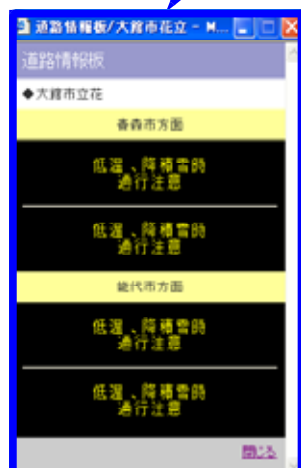 道路情報板/大館市花立 - M...
道路情報板
◆大館市立花
青森市方面
低温、降積雪時
通行注意
低温、降積雪時
通行注意
能代市方面
低温、降積雪時
通行注意
低温、降積雪時
通行注意
閉じる